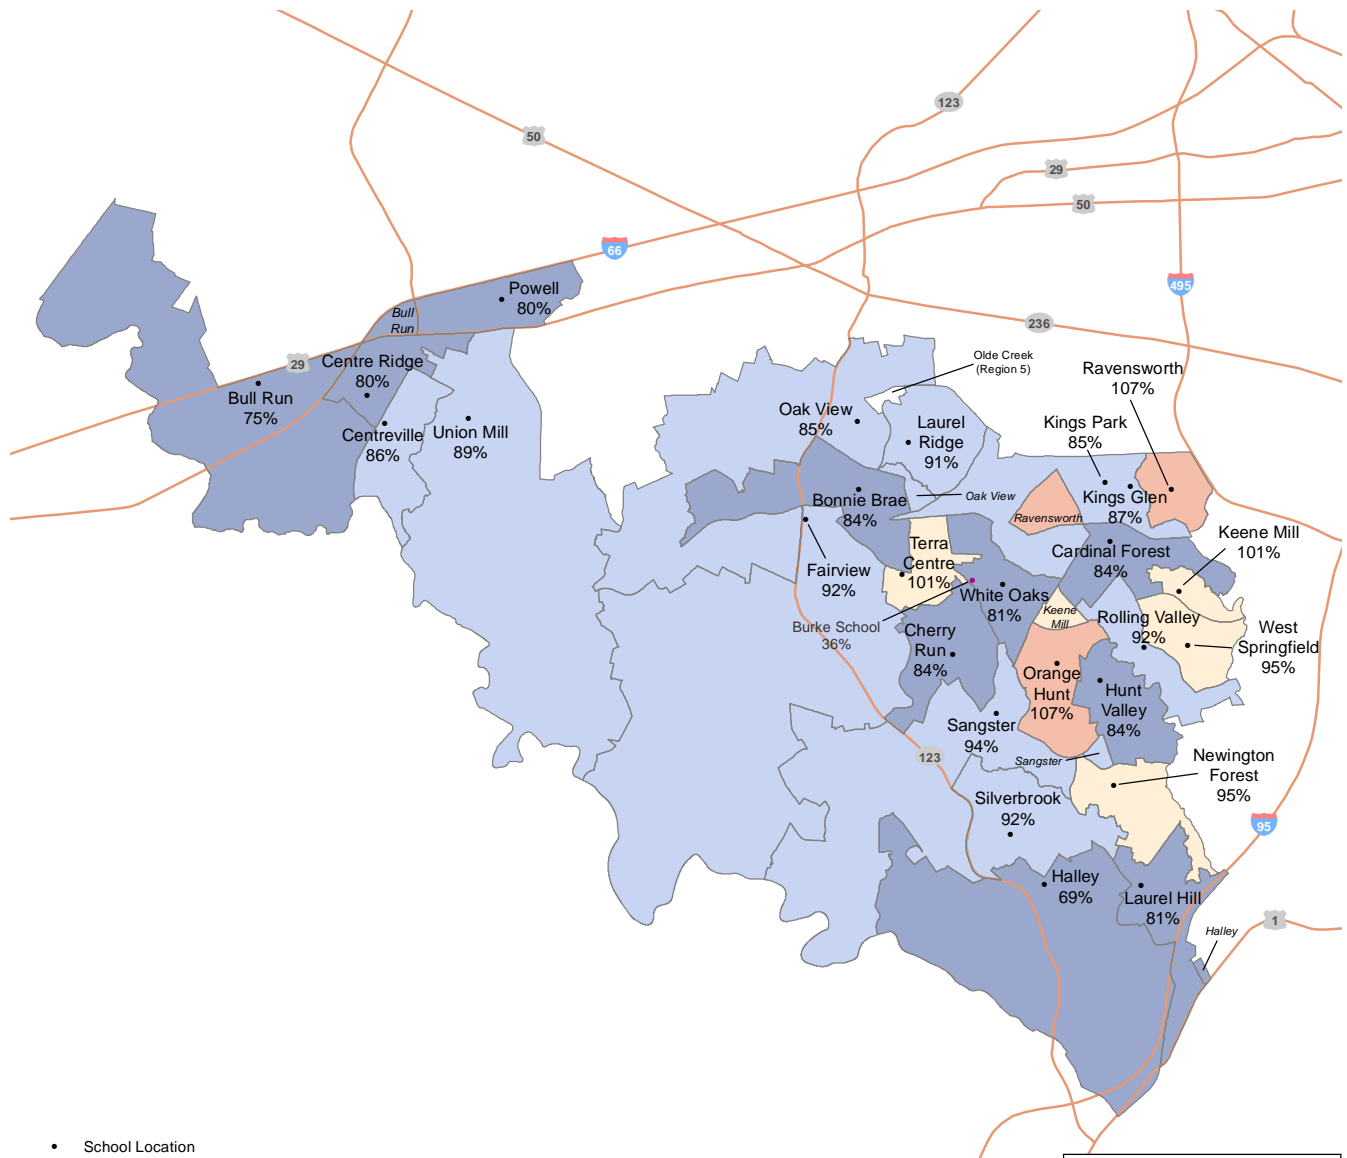 123
50
29
50
66
495
Powell
80%
Bull
Run
236
Olde Creek
(Region 5)
Ravensworth
107%
29
Centre Ridge
80%
Bull Run
75%
Oak View
85%
Laurel
Ridge
91%
Kings Park
85%
Centreville
86%
Union Mill
89%
Bonnie Brae
84%
Oak View
Kings Glen
87%
Ravensworth
Keene Mill
101%
Terra
Centre
101%
Cardinal Forest
84%
Fairview
92%
White Oaks
81%
Keene
Mill
Rolling Valley
92%
West
Springfield
95%
Burke School
36%
Cherry
Run
84%
Orange
Hunt
107%
Hunt
Valley
84%
Sangster
94%
Sangster
123
Newington
Forest
95%
Silverbrook
92%
95
Halley
69%
Laurel Hill
81%
Halley
1
School Location